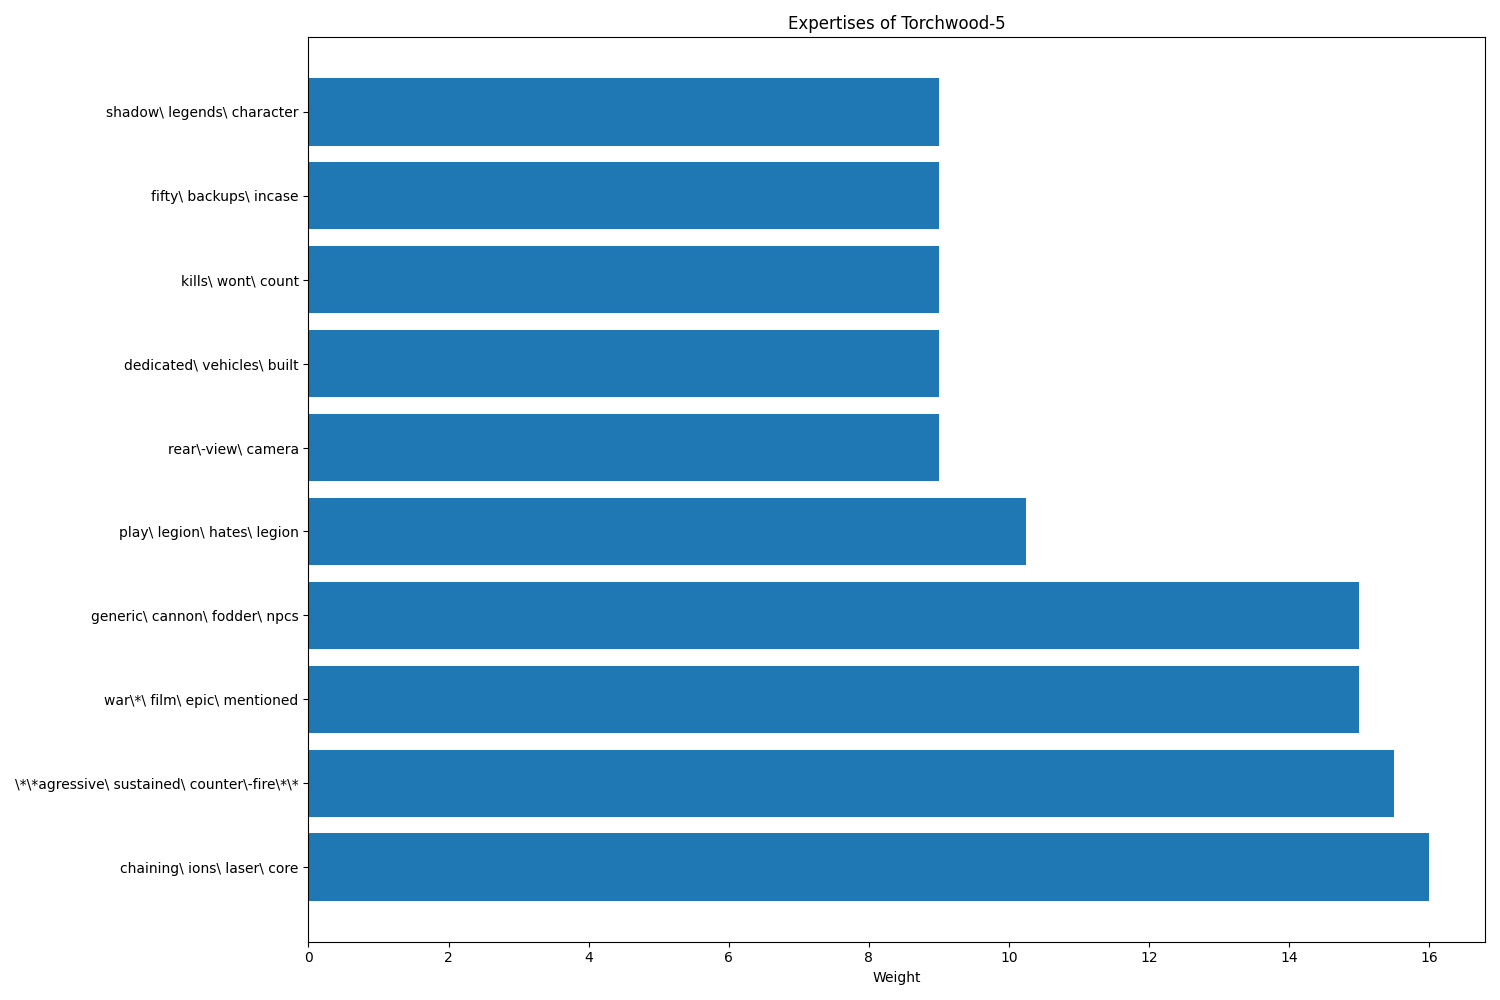 Expertises of Torchwood-5
shadow\ legends\ character
fifty\ backups\ incase
kills\ wont\ count
dedicated\ vehicles\ built
rear\-view\ camera
play\ legion\ hates\ legion
generic\ cannon\ fodder\ npcs
war\*\ film\ epic\ mentioned
\*\*agressive\ sustained\ counter\-fire\*\*
chaining\ ions\ laser\ core
0 2 4 6 8 10 12 14 16
Weight